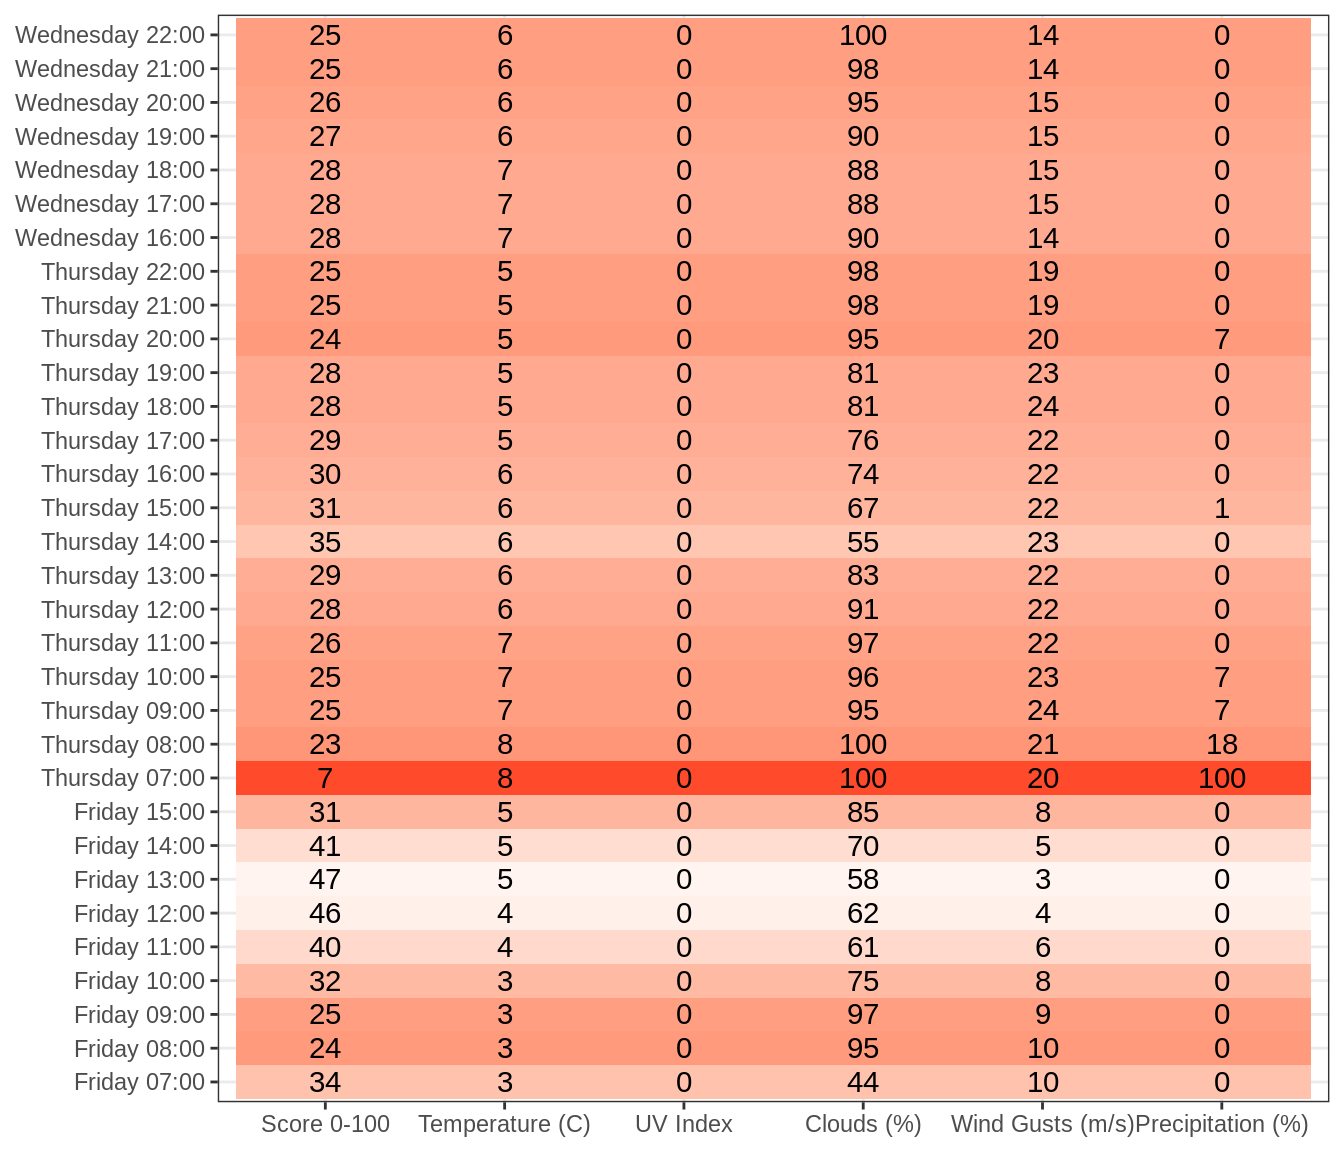 Wednesday 22:00 25 6 0 100 14 0
Wednesday 21:00 25 6 0 98 14 0
Wednesday 20:00 26 6 0 95 15 0
Wednesday 19:00 27 6 0 90 15 0
Wednesday 18:00 28 7 0 88 15 0
Wednesday 17:00 28 7 0 88 15 0
Wednesday 16:00 28 7 0 90 14 0
Thursday 22:00 25 5 0 98 19 0
Thursday 21:00 25 5 0 98 19 0
Thursday 20:00 24 5 0 95 20 7
Thursday 19:00 28 5 0 81 23 0
Thursday 18:00 28 5 0 81 24 0
Thursday 17:00 29 5 0 76 22 0
Thursday 16:00 30 6 0 74 22 0
Thursday 15:00 31 6 0 67 22 1
Thursday 14:00 35 6 0 55 23 0
Thursday 13:00 29 6 0 83 22 0
Thursday 12:00 28 6 0 91 22 0
Thursday 11:00 26 7 0 97 22 0
Thursday 10:00 25 7 0 96 23 7
Thursday 09:00 25 7 0 95 24 7
Thursday 08:00 23 8 0 100 21 18
Thursday 07:00 7 8 0 100 20 100
Friday 15:00 31 5 0 85 8 0
Friday 14:00 41 5 0 70 5 0
Friday 13:00 47 5 0 58 3 0
Friday 12:00 46 4 0 62 4 0
Friday 11:00 40 4 0 61 6 0
Friday 10:00 32 3 0 75 8 0
Friday 09:00 25 3 0 97 9 0
Friday 08:00 24 3 0 95 10 0
Friday 07:00 34 3 0 44 10 0
Score 0-100 Temperature (C) UV Index Clouds (%) Wind Gusts (m/s) Precipitation (%)